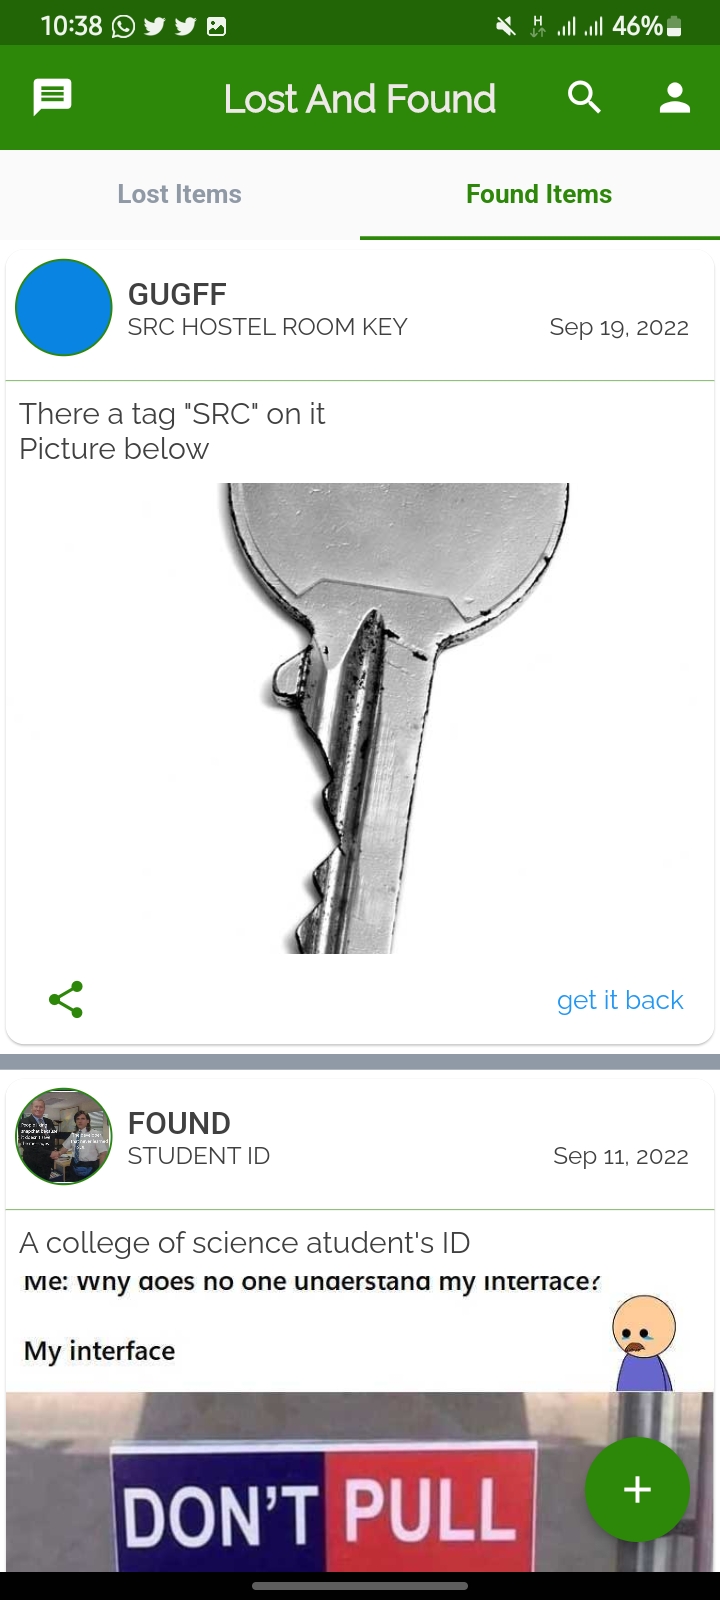 10:38
46%
Lost And Found
Lost Items
Found Items
GUGFF
SRC HOSTEL ROOM KEY
Sep 19, 2022
There a tag "SRC" on it
Picture below
get it back
FOUND
STUDENT ID
Sep 11, 2022
A college of science atudent's ID
Me: Why does no one understand my interface?
My interface
DON'T PULL